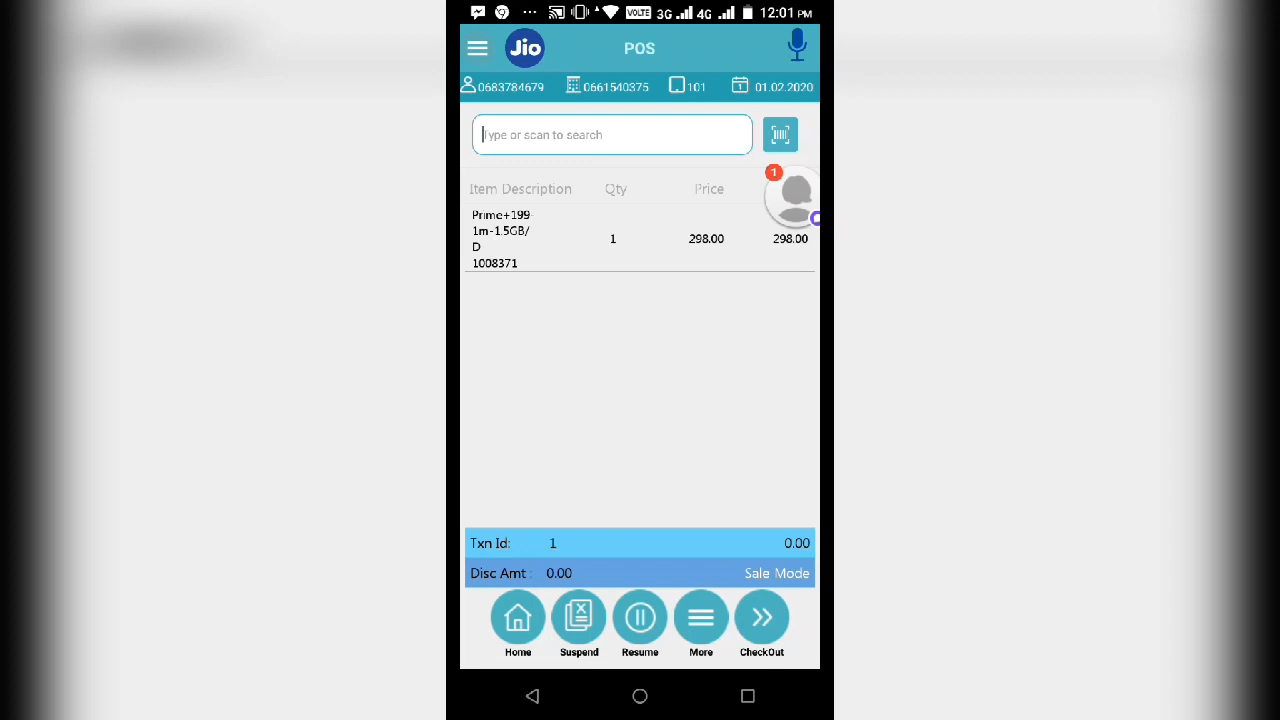 VOLTE 3G 4G 12:01 PM
Jio POS
0683784679 0661540375 101 1 01.02.2020
Type or scan to search
Item Description Qty Price
1
Prime+199-
1m-1.5GB/
D
1008371
1 298.00 298.00
Txn Id: 1 0.00
Disc Amt : 0.00 Sale Mode
Home Suspend Resume More CheckOut